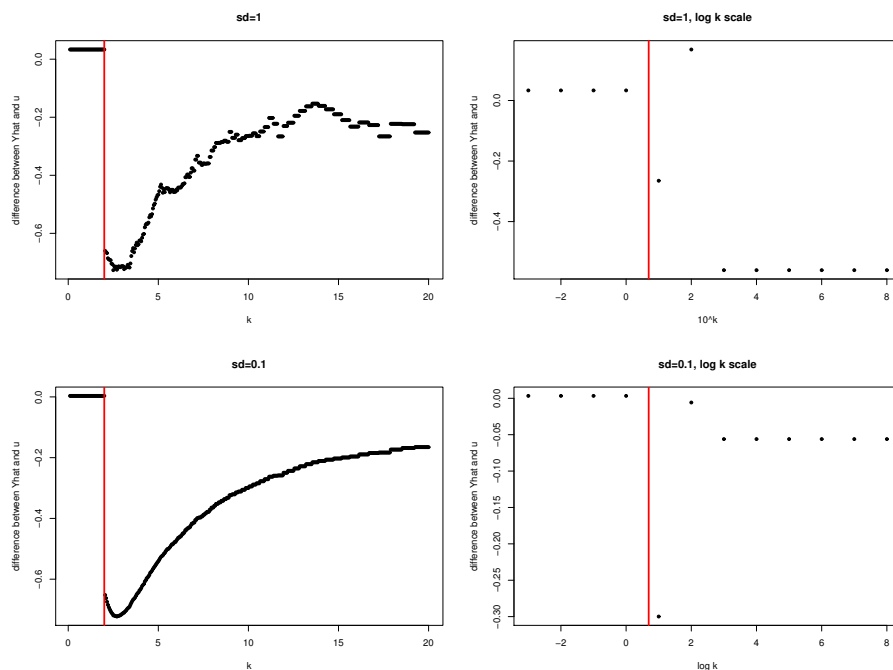 sd=1
difference between Yhat and u
0.0
−0.2
−0.4
−0.6
0 5 10 15 20
k
sd=1, log k scale
difference between Yhat and u
0.0
−0.2
−0.4
−2 0 2 4 6 8
10^k
sd=0.1
difference between Yhat and u
0.0
−0.2
−0.4
−0.6
0 5 10 15 20
k
sd=0.1, log k scale
difference between Yhat and u
0.00
−0.05
−0.10
−0.15
−0.20
−0.25
−0.30
−2 0 2 4 6 8
log k